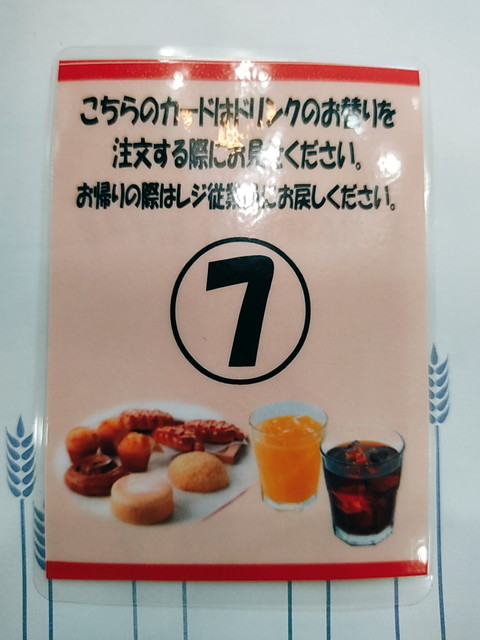 こちらのカードはドリンクのお替りを
注文する際にお見せください。
お帰りの際はレジ従業員にお戻しください。
7